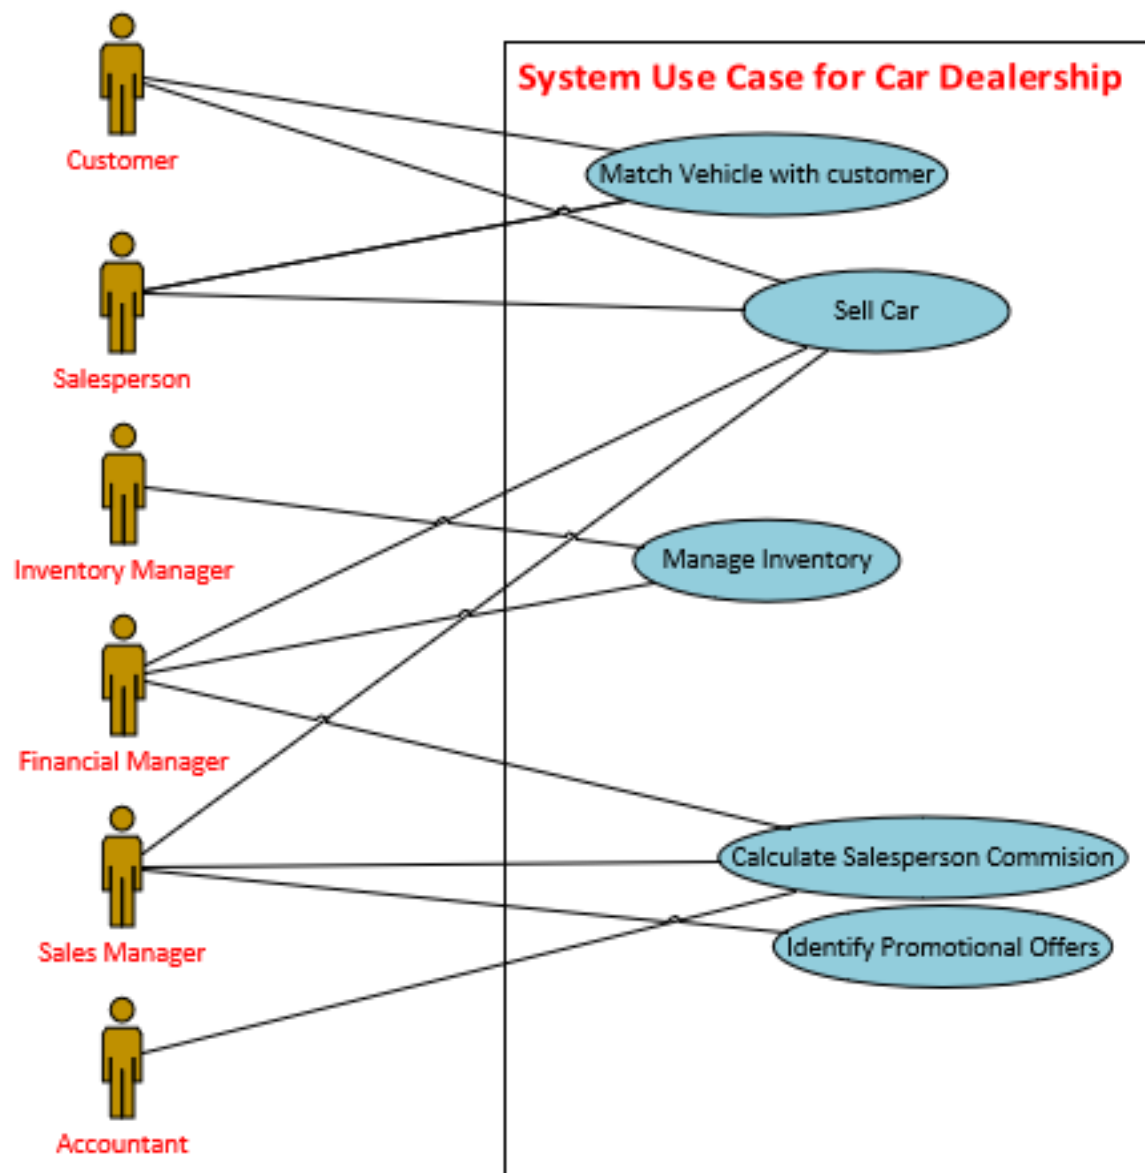 System Use Case for Car Dealership
Customer
Match Vehicle with customer
Salesperson
Sell Car
Inventory Manager
Manage Inventory
Financial Manager
Calculate Salesperson Commision
Sales Manager
Identify Promotional Offers
Accountant